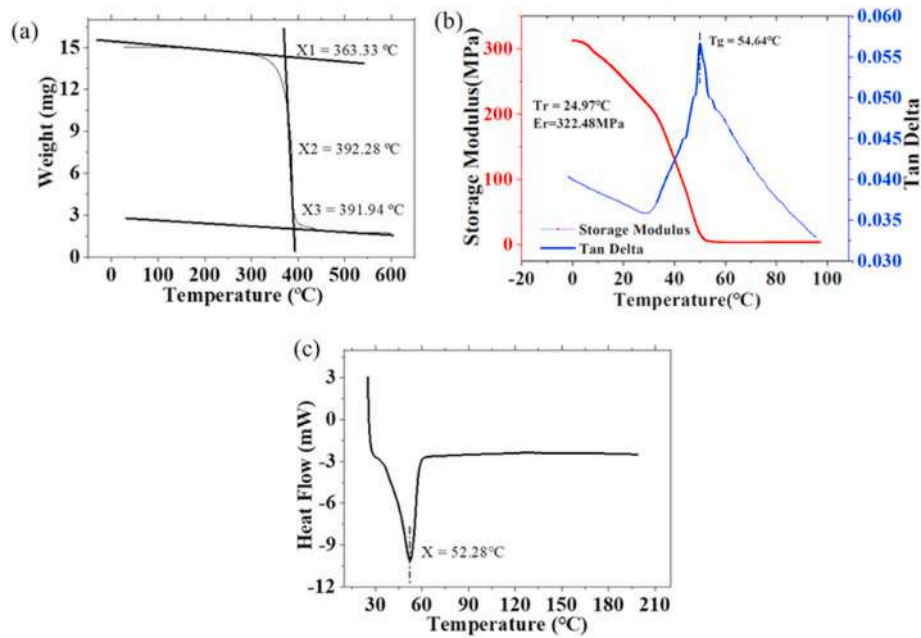 (a)
15
12
9
6
3
0
Weight (mg)
X1 = 363.33 °C
X2 = 392.28 °C
X3 = 391.94 °C
0 100 200 300 400 500 600
Temperature (°C)
(b)
300
200
100
0
Storage Modulus(MPa)
Tg = 54.64°C
Tr = 24.97°C
Er=322.48MPa
Storage Modulus
Tan Delta
0.060
0.055
0.050
0.045
0.040
0.035
0.030
Tan Delta
-20 0 20 40 60 80 100
Temperature(°C)
(c)
3
0
-3
-6
-9
-12
Heat Flow (mW)
X = 52.28°C
30 60 90 120 150 180 210
Temperature (°C)